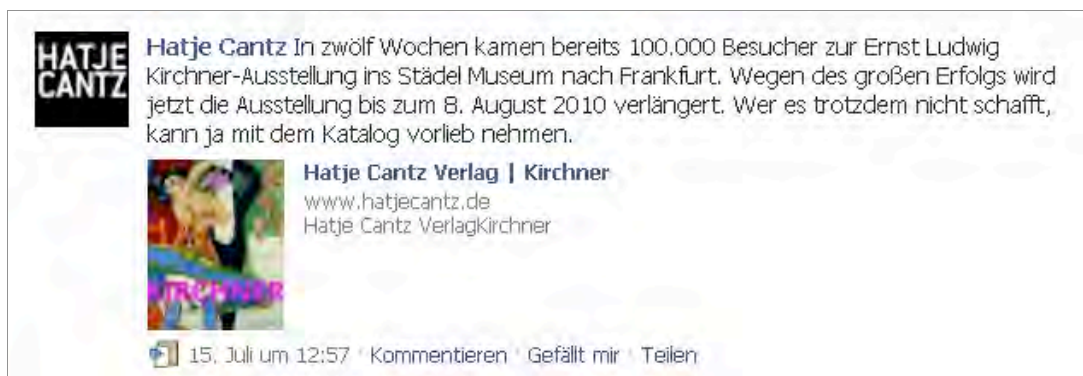 HATJE
CANTZ
Hatje Cantz In zwölf Wochen kamen bereits 100.000 Besucher zur Ernst Ludwig
Kirchner-Ausstellung ins Städel Museum nach Frankfurt. Wegen des großen Erfolgs wird
jetzt die Ausstellung bis zum 8. August 2010 verlängert. Wer es trotzdem nicht schafft,
kann ja mit dem Katalog vorlieb nehmen.
KIRCHNER
Hatje Cantz Verlag | Kirchner
www.hatjecantz.de
Hatje Cantz VerlagKirchner
15. Juli um 12:57 · Kommentieren · Gefällt mir · Teilen